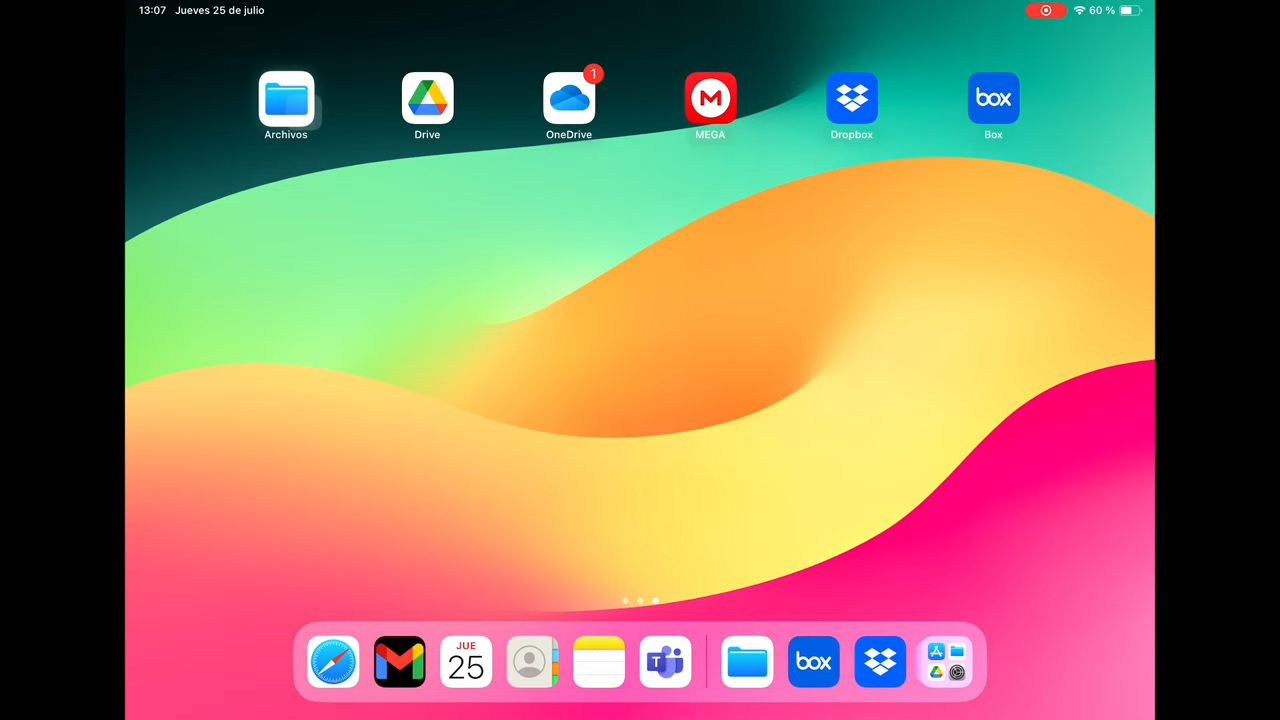 13:07 Jueves 25 de julio 60 %
1
Archivos Drive OneDrive MEGA Dropbox Box
box
JUE
25
T
box